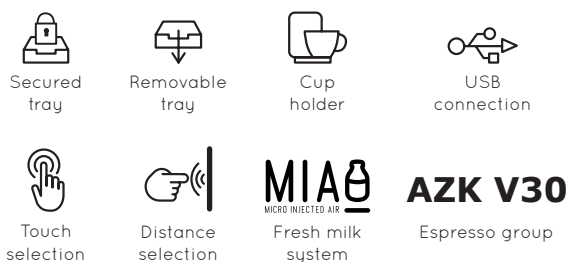 Secured
tray
Removable
tray
Cup
holder
USB
connection
MIA
MICRO INJECTED AIR
AZK V30
Touch
selection
Distance
selection
Fresh milk
system
Espresso group